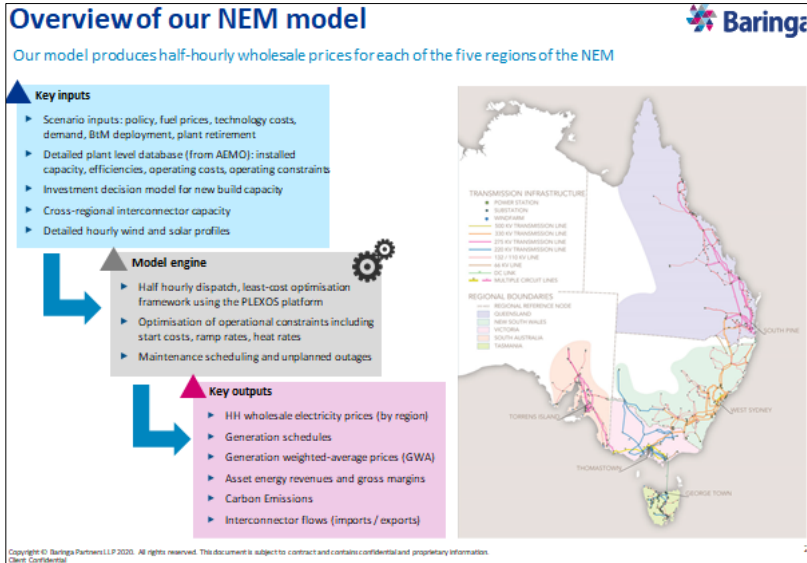 Overview of our NEM model
Baringa
Our model produces half-hourly wholesale prices for each of the five regions of the NEM
Key inputs
Scenario inputs: policy, fuel prices, technology costs,
demand, BtM deployment, plant retirement
Detailed plant level database (from AEMO): installed
capacity, efficiencies, operating costs, operating constraints
Investment decision model for new build capacity
Cross-regional interconnector capacity
Detailed hourly wind and solar profiles
Model engine
Half hourly dispatch, least-cost optimisation
framework using the PLEXOS platform
Optimisation of operational constraints including
start costs, ramp rates, heat rates
Maintenance scheduling and unplanned outages
Key outputs
HH wholesale electricity prices (by region)
Generation schedules
Generation weighted-average prices (GWA)
Asset energy revenues and gross margins
Carbon Emissions
Interconnector flows (imports / exports)
TRANSMISSION INFRASTRUCTURE
POWER STATION
SUBSTATION
WINDFARM
500 KV TRANSMISSION LINE
330 KV TRANSMISSION LINE
275 KV TRANSMISSION LINE
220 KV TRANSMISSION LINE
132 / 110 KV LINE
66 KV LINE
DC LINK
MULTIPLE CIRCUIT LINES
REGIONAL BOUNDARIES
REGIONAL REFERENCE NODE
QUEENSLAND
NEW SOUTH WALES
VICTORIA
SOUTH AUSTRALIA
TASMANIA
SOUTH PINE
WEST SYDNEY
TORRENS ISLAND
THOMASTOWN
GEORGE TOWN
Copyright © Baringa Partners LLP 2020. All rights reserved. This document is subject to contract and contains confidential and proprietary information.
Client Confidential
2